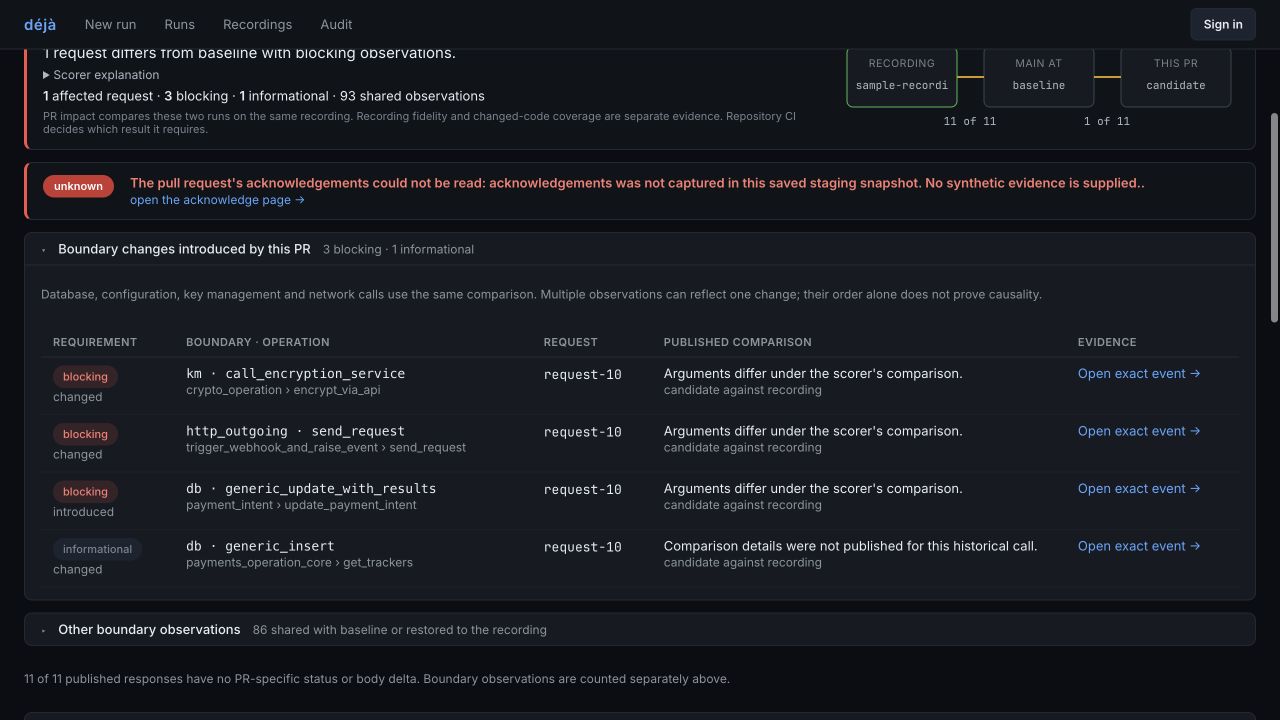 déjà New run Runs Recordings Audit Sign in
1 request differs from baseline with blocking observations.
Scorer explanation
1 affected request · 3 blocking · 1 informational · 93 shared observations
PR impact compares these two runs on the same recording. Recording fidelity and changed-code coverage are separate evidence. Repository CI
decides which result it requires.
RECORDING
sample-recordi
MAIN AT
baseline
THIS PR
candidate
11 of 11
1 of 11
unknown
The pull request's acknowledgements could not be read: acknowledgements was not captured in this saved staging snapshot. No synthetic evidence is supplied..
open the acknowledge page →
Boundary changes introduced by this PR 3 blocking · 1 informational
Database, configuration, key management and network calls use the same comparison. Multiple observations can reflect one change; their order alone does not prove causality.
REQUIREMENT BOUNDARY · OPERATION REQUEST PUBLISHED COMPARISON EVIDENCE
blocking km · call_encryption_service request-10 Arguments differ under the scorer's comparison. Open exact event →
changed crypto_operation › encrypt_via_api candidate against recording
blocking http_outgoing · send_request request-10 Arguments differ under the scorer's comparison. Open exact event →
changed trigger_webhook_and_raise_event › send_request candidate against recording
blocking db · generic_update_with_results request-10 Arguments differ under the scorer's comparison. Open exact event →
introduced payment_intent › update_payment_intent candidate against recording
informational db · generic_insert request-10 Comparison details were not published for this historical call. Open exact event →
changed payments_operation_core › get_trackers candidate against recording
Other boundary observations 86 shared with baseline or restored to the recording
11 of 11 published responses have no PR-specific status or body delta. Boundary observations are counted separately above.